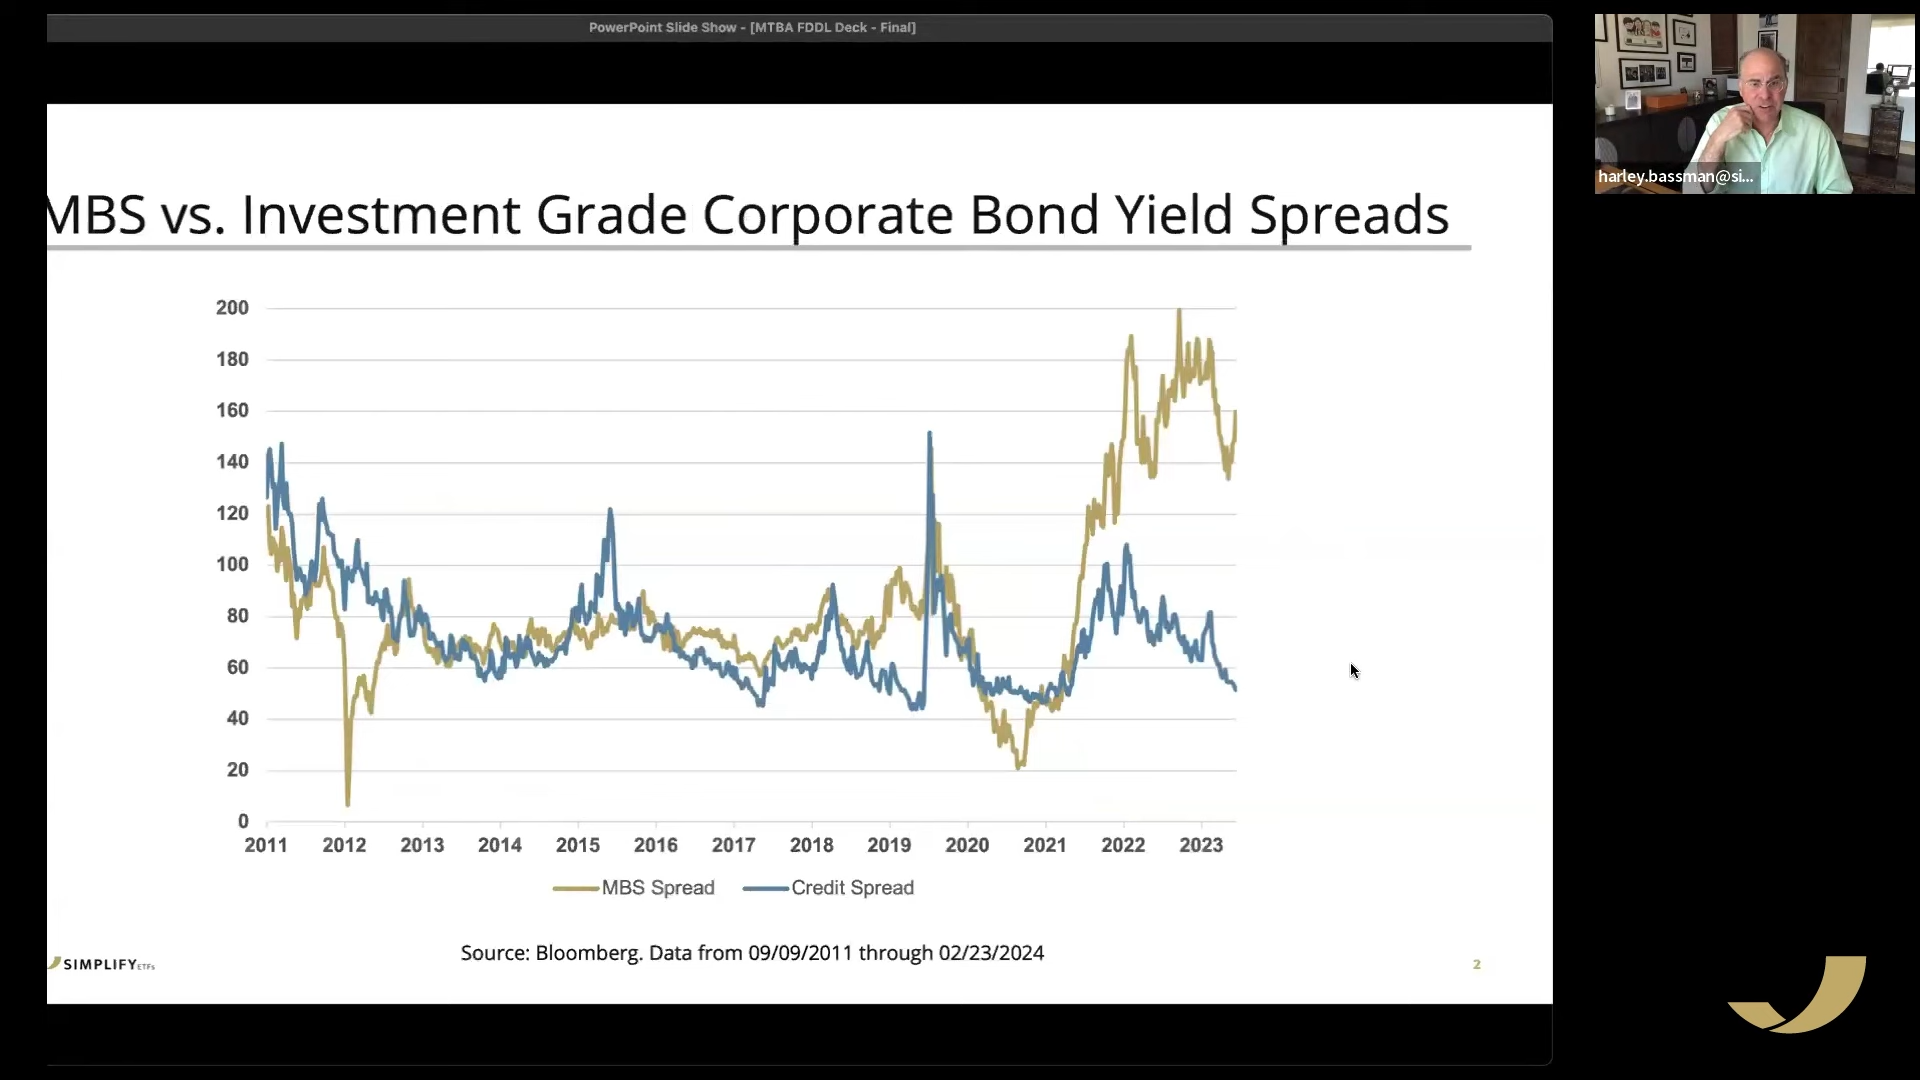 PowerPoint Slide Show - [MTBA FDDL Deck - Final]
harley.bassman@si...
MBS vs. Investment Grade Corporate Bond Yield Spreads
200
180
160
140
120
100
80
60
40
20
0
2011 2012 2013 2014 2015 2016 2017 2018 2019 2020 2021 2022 2023
MBS Spread Credit Spread
Source: Bloomberg. Data from 09/09/2011 through 02/23/2024
SIMPLIFY ETFs
2